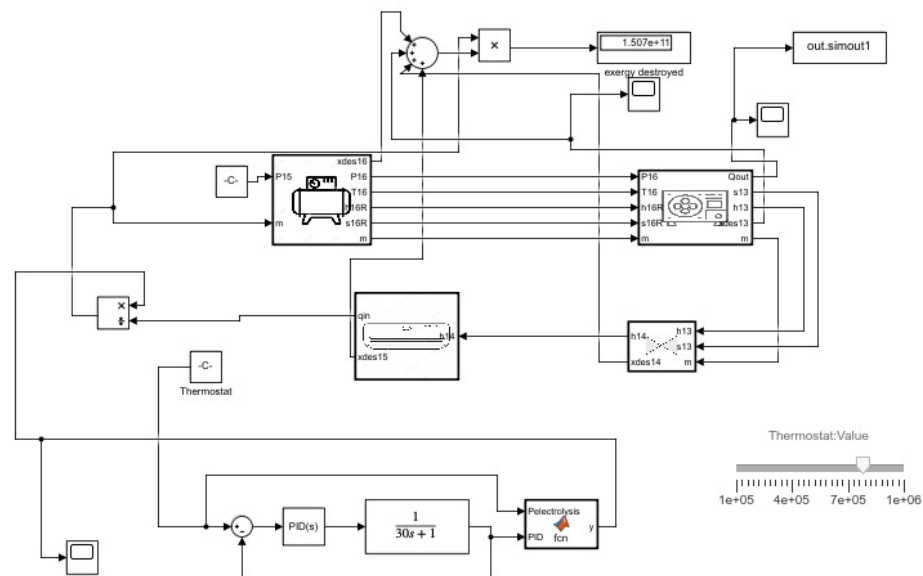 1.507e+11
exergy destroyed
out.simout1
-C-
P15
m
xdes16
P16
T16
h16R
s16R
m
P16
T16
h16R
s16R
m
Qout
s13
h13
xdes13
m
×
×
÷
qin
xdes15
h14
h14
xdes14
h13
s13
m
-C-
Thermostat
Thermostat:Value
1e+05 4e+05 7e+05 1e+06
PID(s)
1
30s + 1
Pelectrolysis
PID
fcn
y